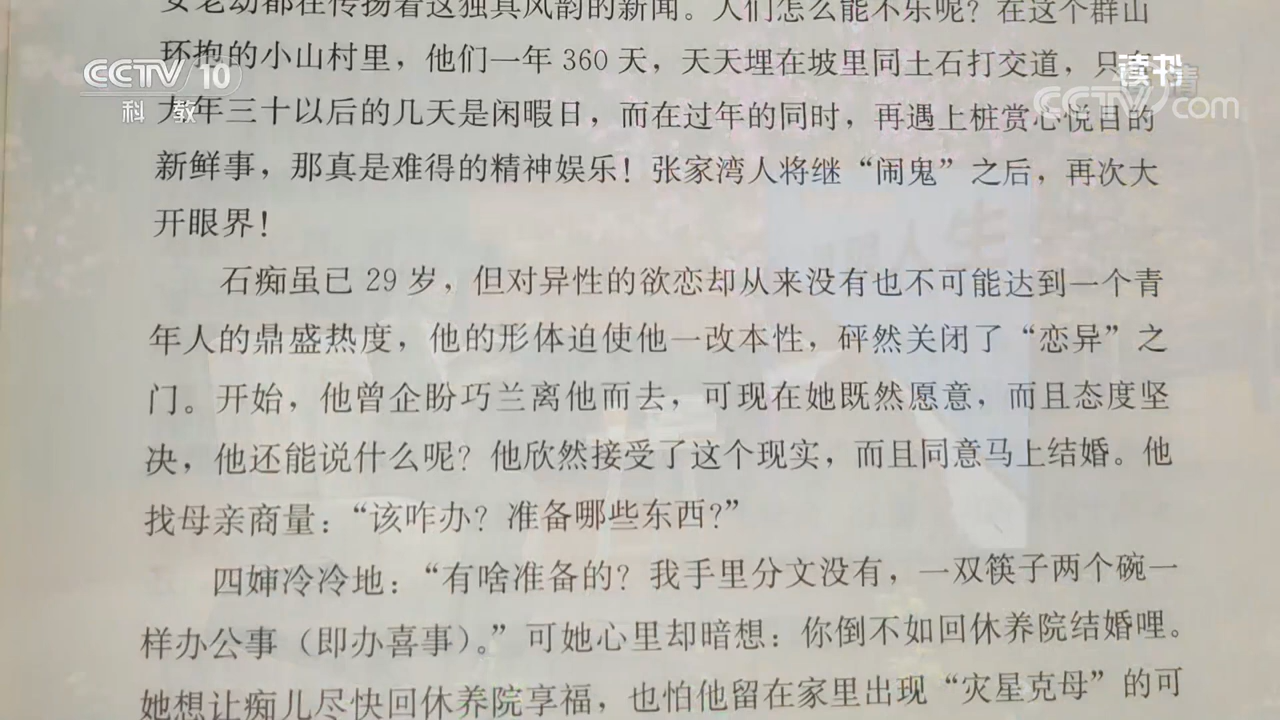 女老幼都在传扬着这独具风韵的新闻。人们怎么能不乐呢？在这个群山
环抱的小山村里，他们一年 360 天，天天埋在坡里同土石打交道，只有
大年三十以后的几天是闲暇日，而在过年的同时，再遇上桩赏心悦目的
新鲜事，那真是难得的精神娱乐！张家湾人将继“闹鬼”之后，再次大
开眼界！
石痴虽已 29 岁，但对异性的欲恋却从来没有也不可能达到一个青
年人的鼎盛热度，他的形体迫使他一改本性，砰然关闭了“恋异”之
门。开始，他曾企盼巧兰离他而去，可现在她既然愿意，而且态度坚
决，他还能说什么呢？他欣然接受了这个现实，而且同意马上结婚。他
找母亲商量：“该咋办？准备哪些东西？”
四婶冷冷地：“有啥准备的？我手里分文没有，一双筷子两个碗一
样办公事（即办喜事）。”可她心里却暗想：你倒不如回休养院结婚哩。
她想让痴儿尽快回休养院享福，也怕他留在家里出现“灾星克母”的可
CCTV 10
科教
读书
CCTV.com